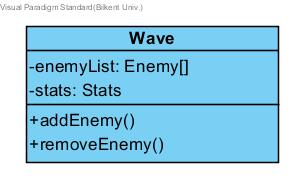 Visual Paradigm Standard(Bilkent Univ.)
Wave
-enemyList: Enemy[]
-stats: Stats
+addEnemy()
+removeEnemy()